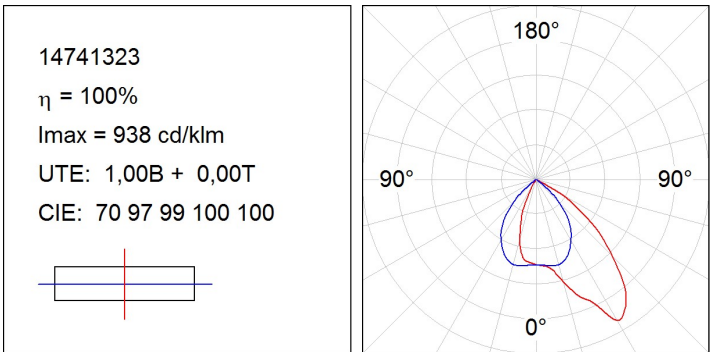 14741323
η = 100%
Imax = 938 cd/klm
UTE: 1,00B + 0,00T
CIE: 70 97 99 100 100
180°
90° 90°
0°